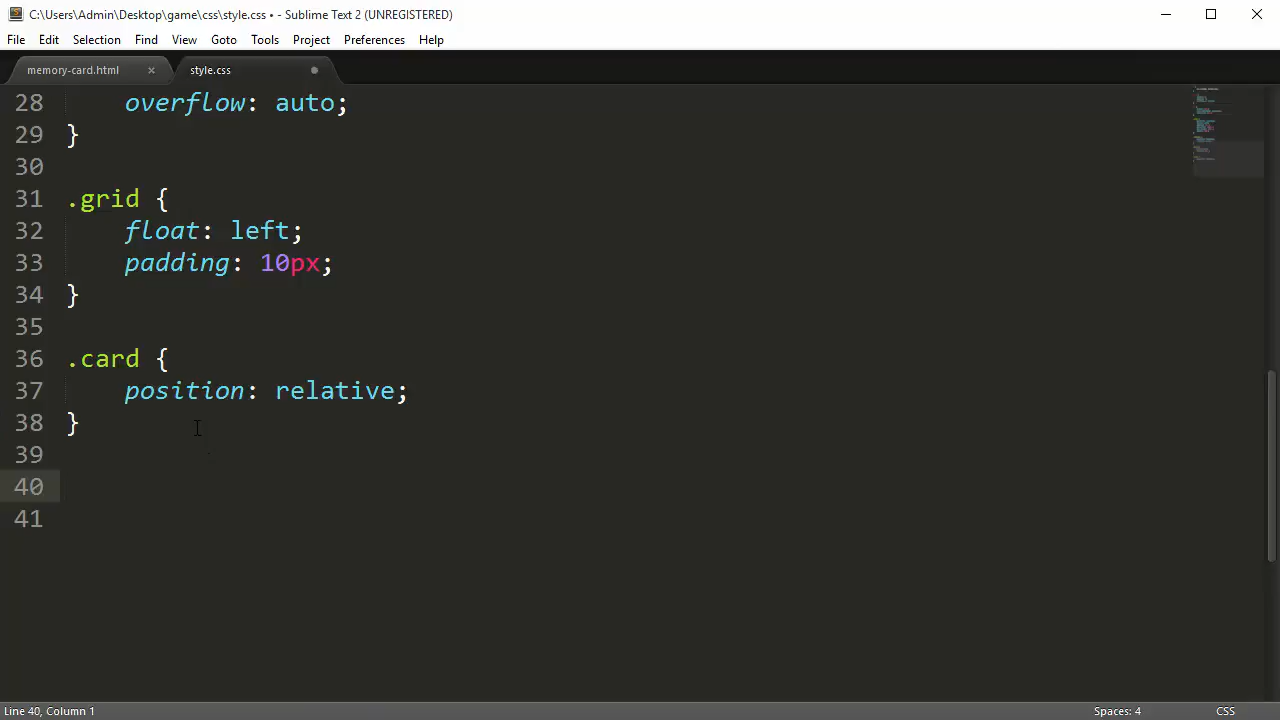 C:\Users\Admin\Desktop\game\css\style.css • - Sublime Text 2 (UNREGISTERED)
File Edit Selection Find View Goto Tools Project Preferences Help
memory-card.html × style.css
28 overflow: auto;
29 }
30
31 .grid {
32 float: left;
33 padding: 10px;
34 }
35
36 .card {
37 position: relative;
38 }
39
40
41
Line 40, Column 1 Spaces: 4 CSS